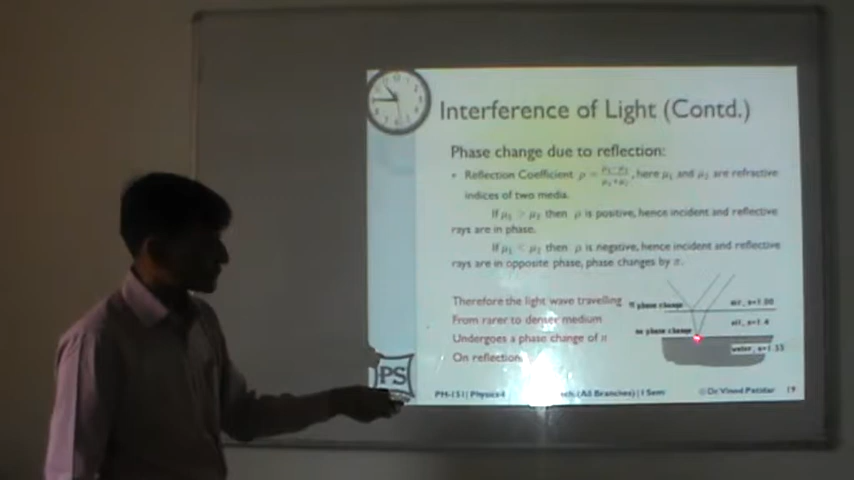 Interference of Light (Contd.)
Phase change due to reflection:
• Reflection Coefficient ρ = (μ₁−μ₂)/(μ₁+μ₂), here μ₁ and μ₂ are refractive
indices of two media.
If μ₁ > μ₂ then ρ is positive, hence incident and reflective
rays are in phase.
If μ₁ < μ₂ then ρ is negative, hence incident and reflective
rays are in opposite phase, phase changes by π.
Therefore the light wave travelling
From rarer to denser medium
Undergoes a phase change of π
On reflection
π phase change
air, n=1.00
oil, n=1.4
no phase change
water, n=1.33
PS
PH-151| Physics-I
(All Branches) | I Sem
© Dr. Vinod Patidar
19